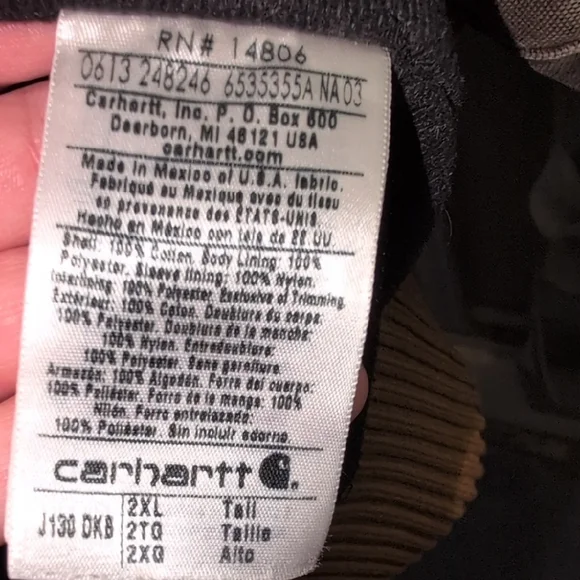 RN# 14806
0613 248246 6535355A NA03
Carhartt, Inc. P. O. Box 600
Dearborn, MI 48121 USA
carhartt.com
Made in Mexico of U.S.A. fabric.
Fabriqué au Mexique avec du tissu
en provenance des ÉTATS-UNIS
Hecho en México con tela de EE.UU.
Shell: 100% Cotton, Body Lining: 100%
Polyester, Sleeve lining: 100% Nylon.
Interlining: 100% Polyester, Exclusive of Trimming.
Extérieur: 100% Coton, Doublure du corps:
100% Polyester, Doublure de la manche:
100% Nylon, Entredoublure:
100% Polyester. Sans garniture.
Armazón: 100% Algodón, Forro del cuerpo:
100% Poliéster, Forro de la manga: 100%
Nilón, Forro entrelazado:
100% Poliéster. Sin incluir adorno.
carhartt
J130 DKB
2XL Tall
2TG Taille
2XG Alto